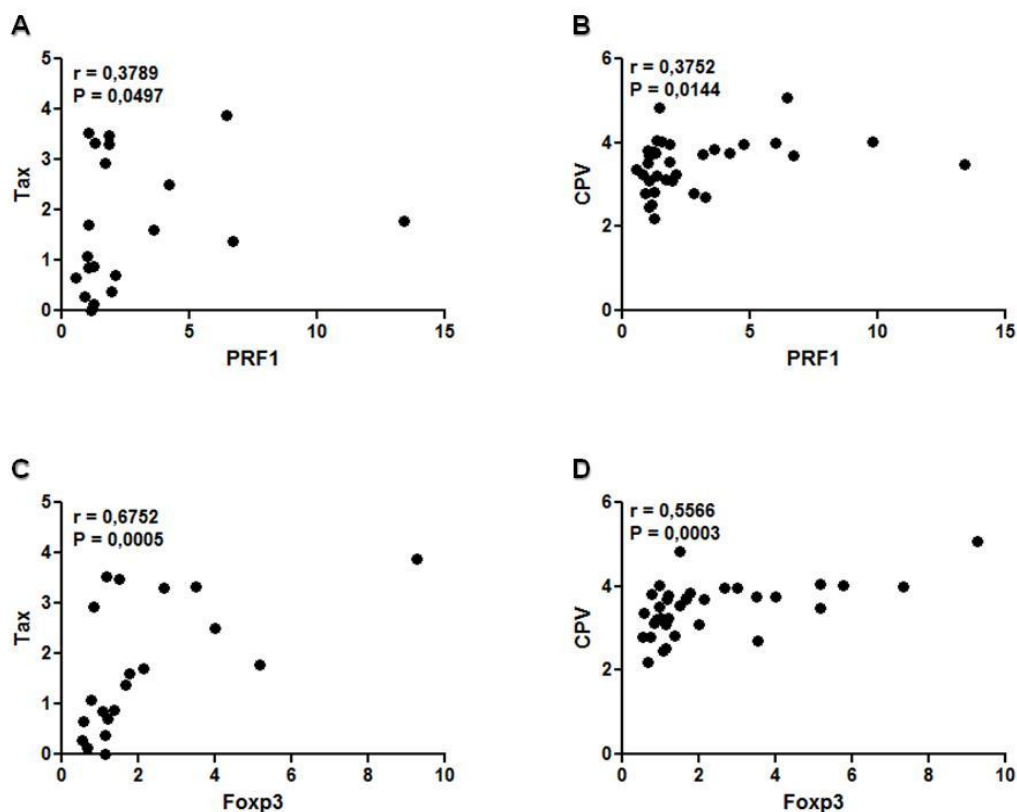 A
r = 0,3789
P = 0,0497
Tax
5
4
3
2
1
0
0 5 10 15
PRF1
B
r = 0,3752
P = 0,0144
CPV
6
4
2
0
0 5 10 15
PRF1
C
r = 0,6752
P = 0,0005
Tax
5
4
3
2
1
0
0 2 4 6 8 10
Foxp3
D
r = 0,5566
P = 0,0003
CPV
6
4
2
0
0 2 4 6 8 10
Foxp3